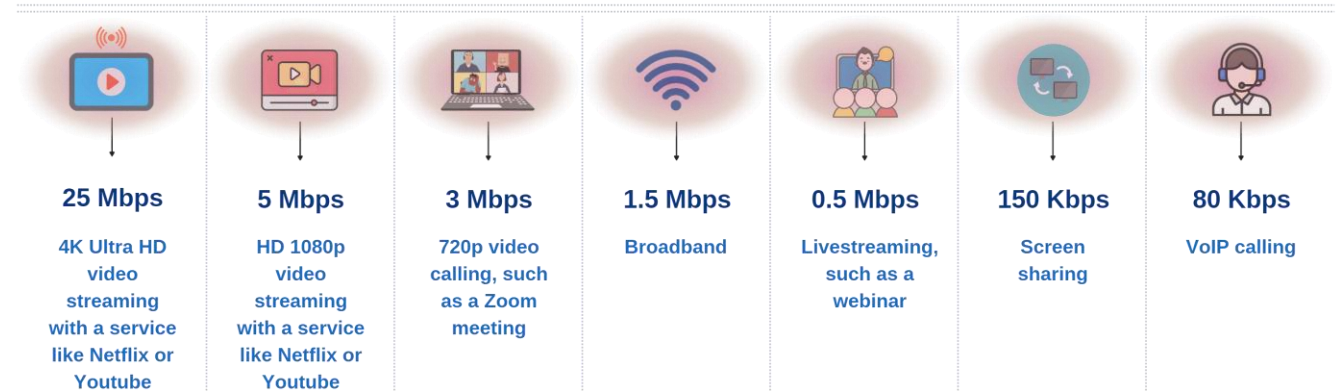 25 Mbps
4K Ultra HD
video
streaming
with a service
like Netflix or
Youtube
5 Mbps
HD 1080p
video
streaming
with a service
like Netflix or
Youtube
3 Mbps
720p video
calling, such
as a Zoom
meeting
1.5 Mbps
Broadband
0.5 Mbps
Livestreaming,
such as a
webinar
150 Kbps
Screen
sharing
80 Kbps
VoIP calling